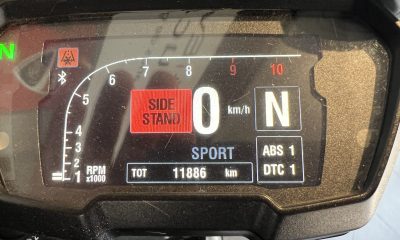 N
6 7 8 9 10
5
4
3
2
1
RPM
x1000
SIDE
STAND
0 km/h
N
SPORT
ABS 1
DTC 1
TOT 11886 km